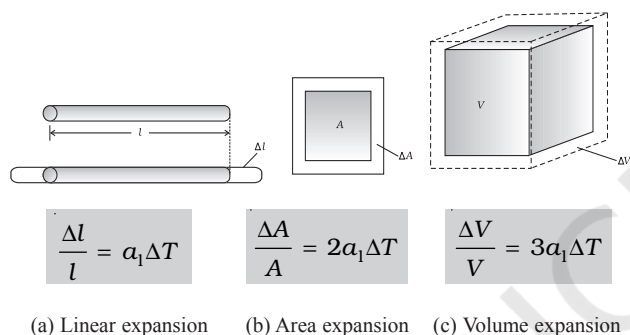 V
A
l
Δl
ΔA
ΔV
Δl/l = a₁ΔT
ΔA/A = 2a₁ΔT
ΔV/V = 3a₁ΔT
(a) Linear expansion (b) Area expansion (c) Volume expansion